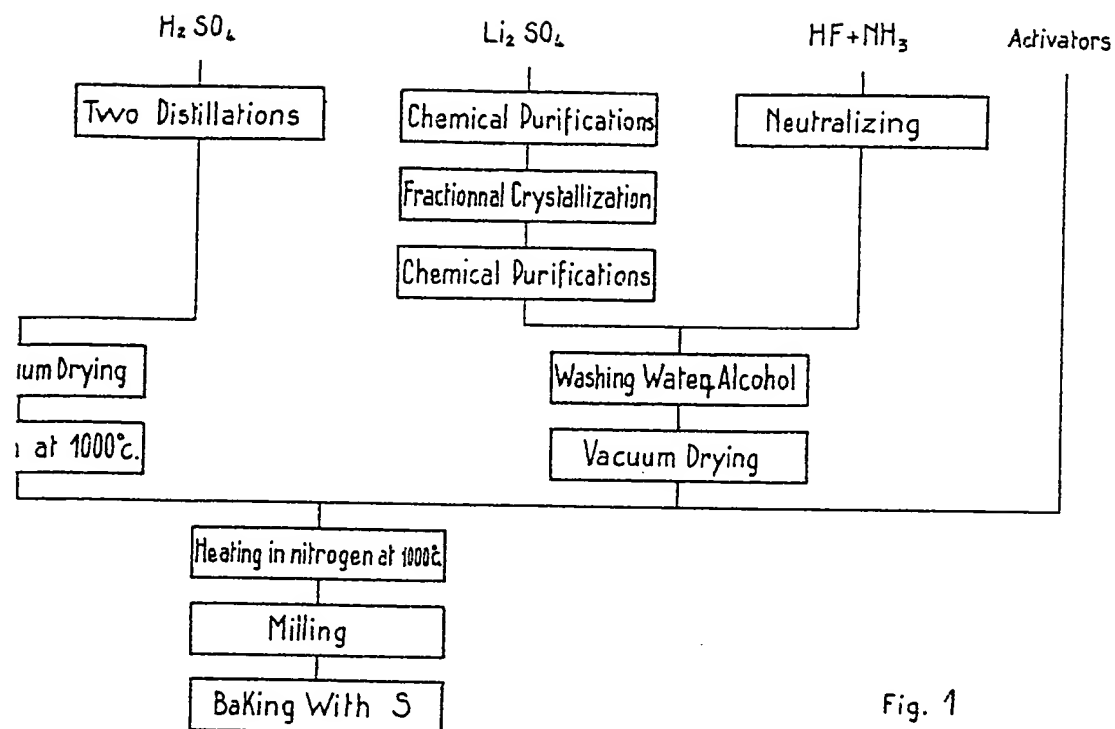 H₂ SO₄ Li₂ SO₄ HF+NH₃ Activators
Two Distillations Chemical Purifications Neutralizing
Fractionnal Crystallization
Chemical Purifications
um Drying Washing Water, Alcohol
at 1000°c. Vacuum Drying
Heating in nitrogen at 1000°c.
Milling
Baking With S
Fig. 1